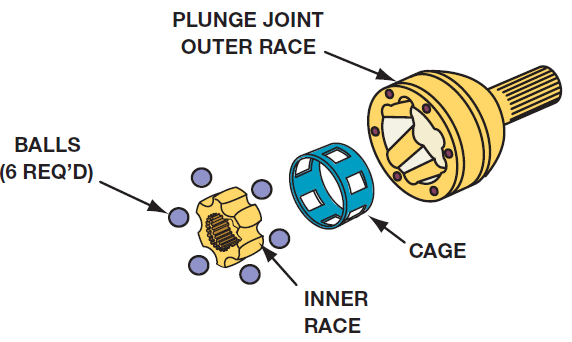 PLUNGE JOINT
OUTER RACE
BALLS
(6 REQ'D)
CAGE
INNER
RACE